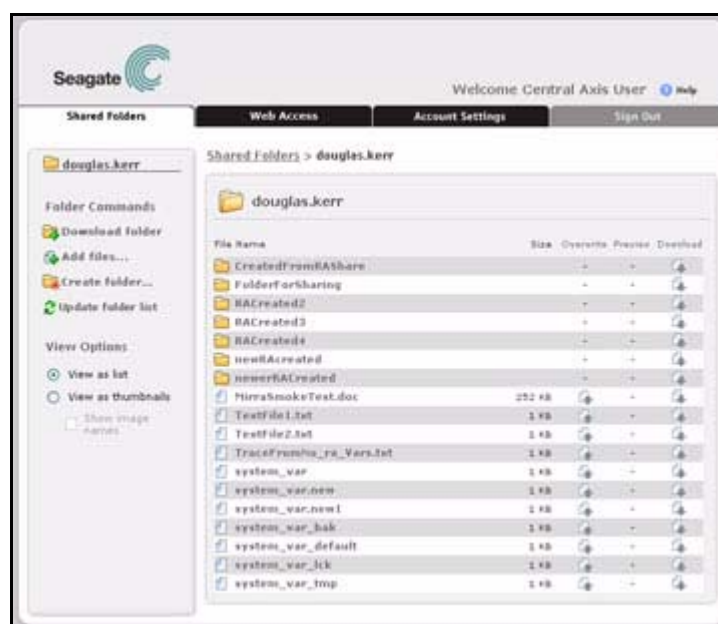 Seagate
Welcome Central Axis User Help
Shared Folders Web Access Account Settings Sign Out
douglas.kerr
Folder Commands
Download folder
Add files...
Create folder...
Update folder list
View Options
View as list
View as thumbnails
Show image
names
Shared Folders > douglas.kerr
douglas.kerr
File Name Size Overwrite Preview Download
CreatedFromRAShare - -
FolderForSharing - -
RACreated2 - -
RACreated3 - -
RACreated4 - -
newRAcreated - -
newerRACreated - -
MirraSmokeTest.doc 252 KB -
TestFile1.txt 1 KB -
TestFile2.txt 1 KB -
1 KB -
system_var 1 KB -
system_var.new 1 KB -
system_var.new1 1 KB -
system_var_bak 1 KB -
system_var_default 1 KB -
system_var_lck 1 KB -
system_var_tmp 1 KB -